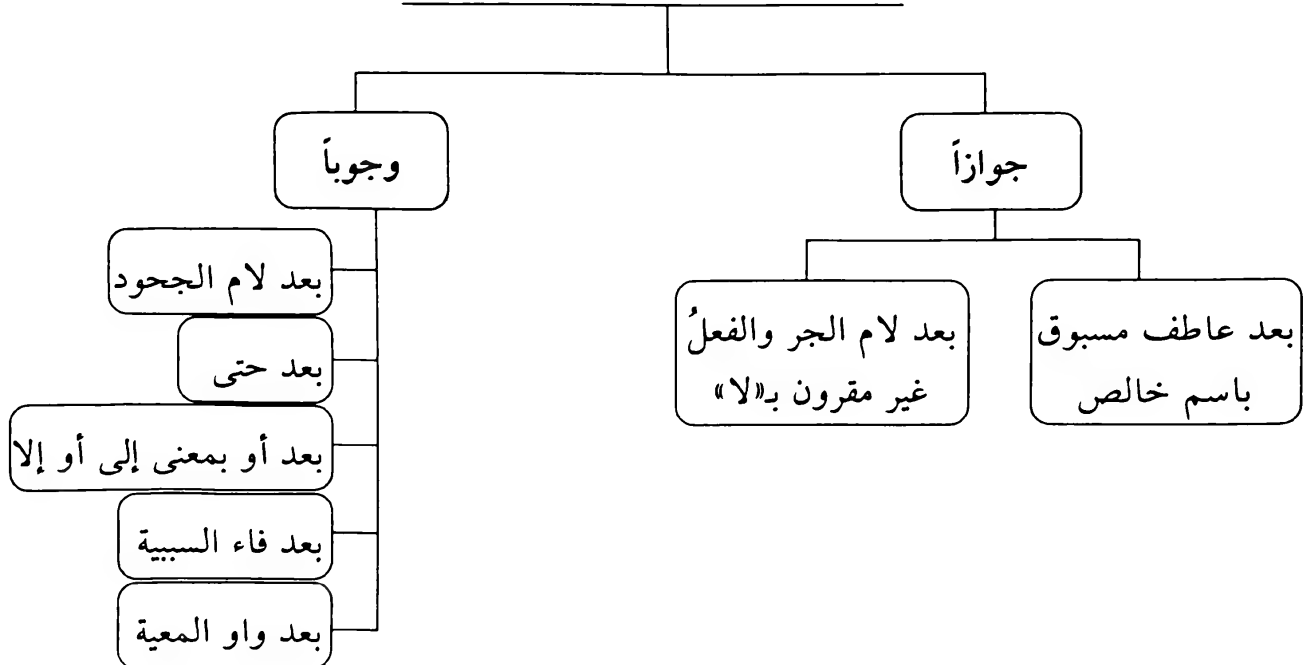 جوازاً
وجوباً
بعد عاطف مسبوق
باسم خالص
بعد لام الجر والفعلُ
غير مقرون بـ«لا»
بعد لام الجحود
بعد حتى
بعد أو بمعنى إلى أو إلا
بعد فاء السببية
بعد واو المعية